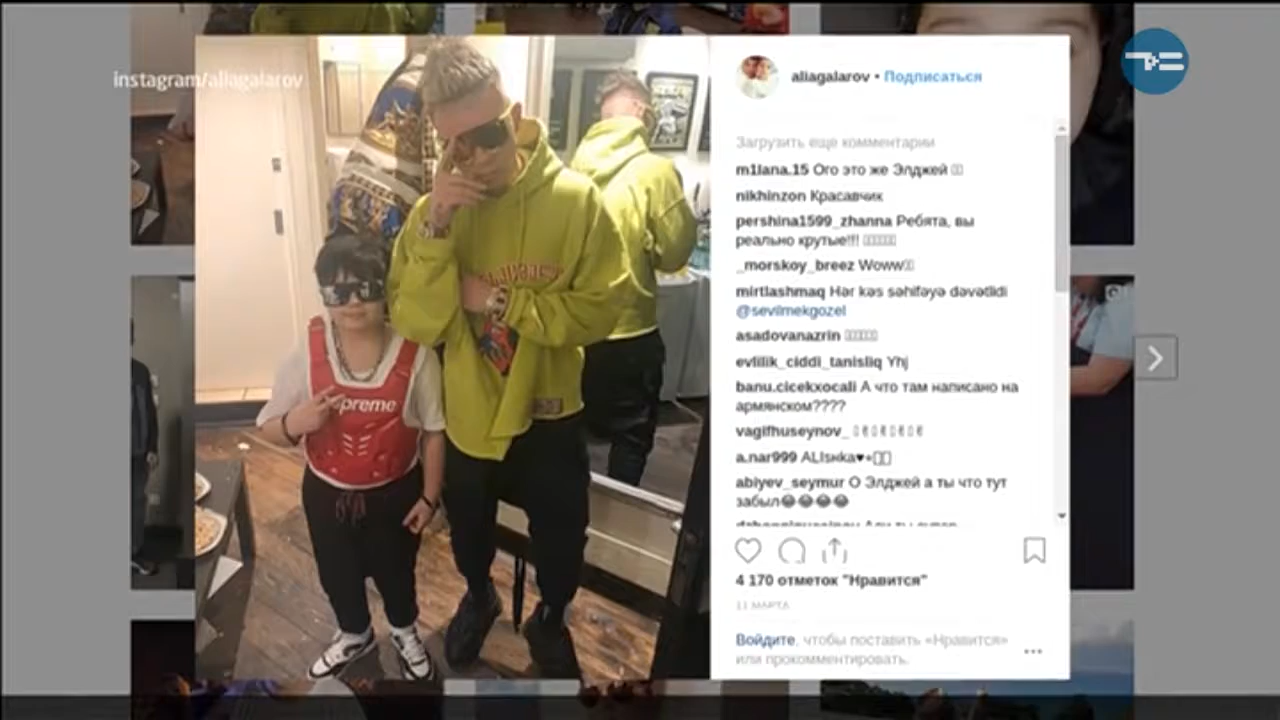 instagram/aliagalarov
aliagalarov • Подписаться
Загрузить еще комментарии
m1lana.15 Ого это же Элджей
nikhinzon Красавчик
pershina1599_zhanna Ребята, вы
реально крутые!!!
_morskoy_breez Woww
mirtlashmaq Hər kəs səhifəyə dəvətlidi
@sevilmekgozel
asadovanazrin
evlilik_ciddi_tanisliq Yhj
banu.cicekxocali А что там написано на
армянском????
vagifhuseynov_
a.nar999 ALIsнka♥+
abiyev_seymur О Элджей а ты что тут
забыл😂😂😂😂
preme
4 170 отметок "Нравится"
11 МАРТА
Войдите, чтобы поставить «Нравится»
или прокомментировать.